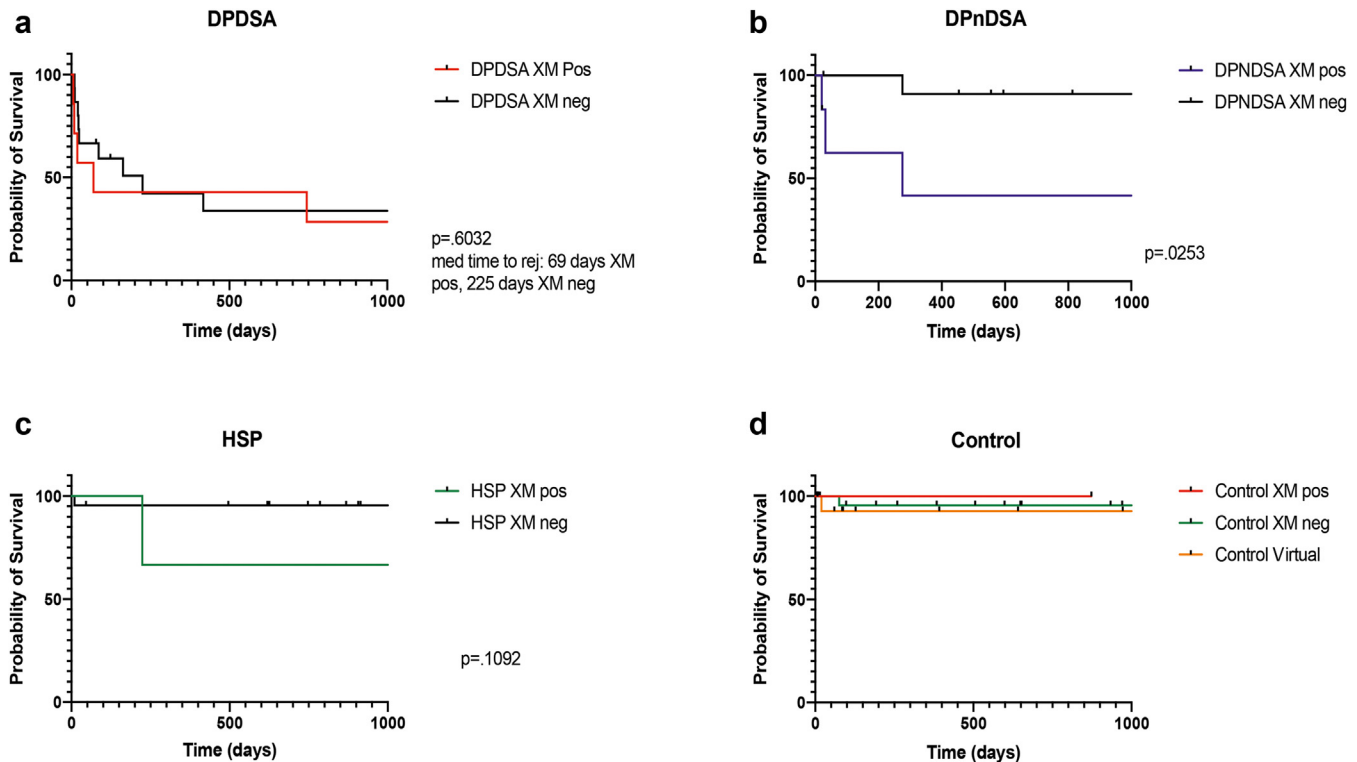 a
DPDSA
Probability of Survival
100
50
0
0
500
1000
Time (days)
DPDSA XM Pos
DPDSA XM neg
p=.6032
med time to rej: 69 days XM
pos, 225 days XM neg
b
DPnDSA
Probability of Survival
100
50
0
0
200
400
600
800
1000
Time (days)
DPNDSA XM pos
DPNDSA XM neg
p=.0253
c
HSP
Probability of Survival
100
50
0
0
500
1000
Time (days)
HSP XM pos
HSP XM neg
p=.1092
d
Control
Probability of Survival
100
50
0
0
500
1000
Time (days)
Control XM pos
Control XM neg
Control Virtual